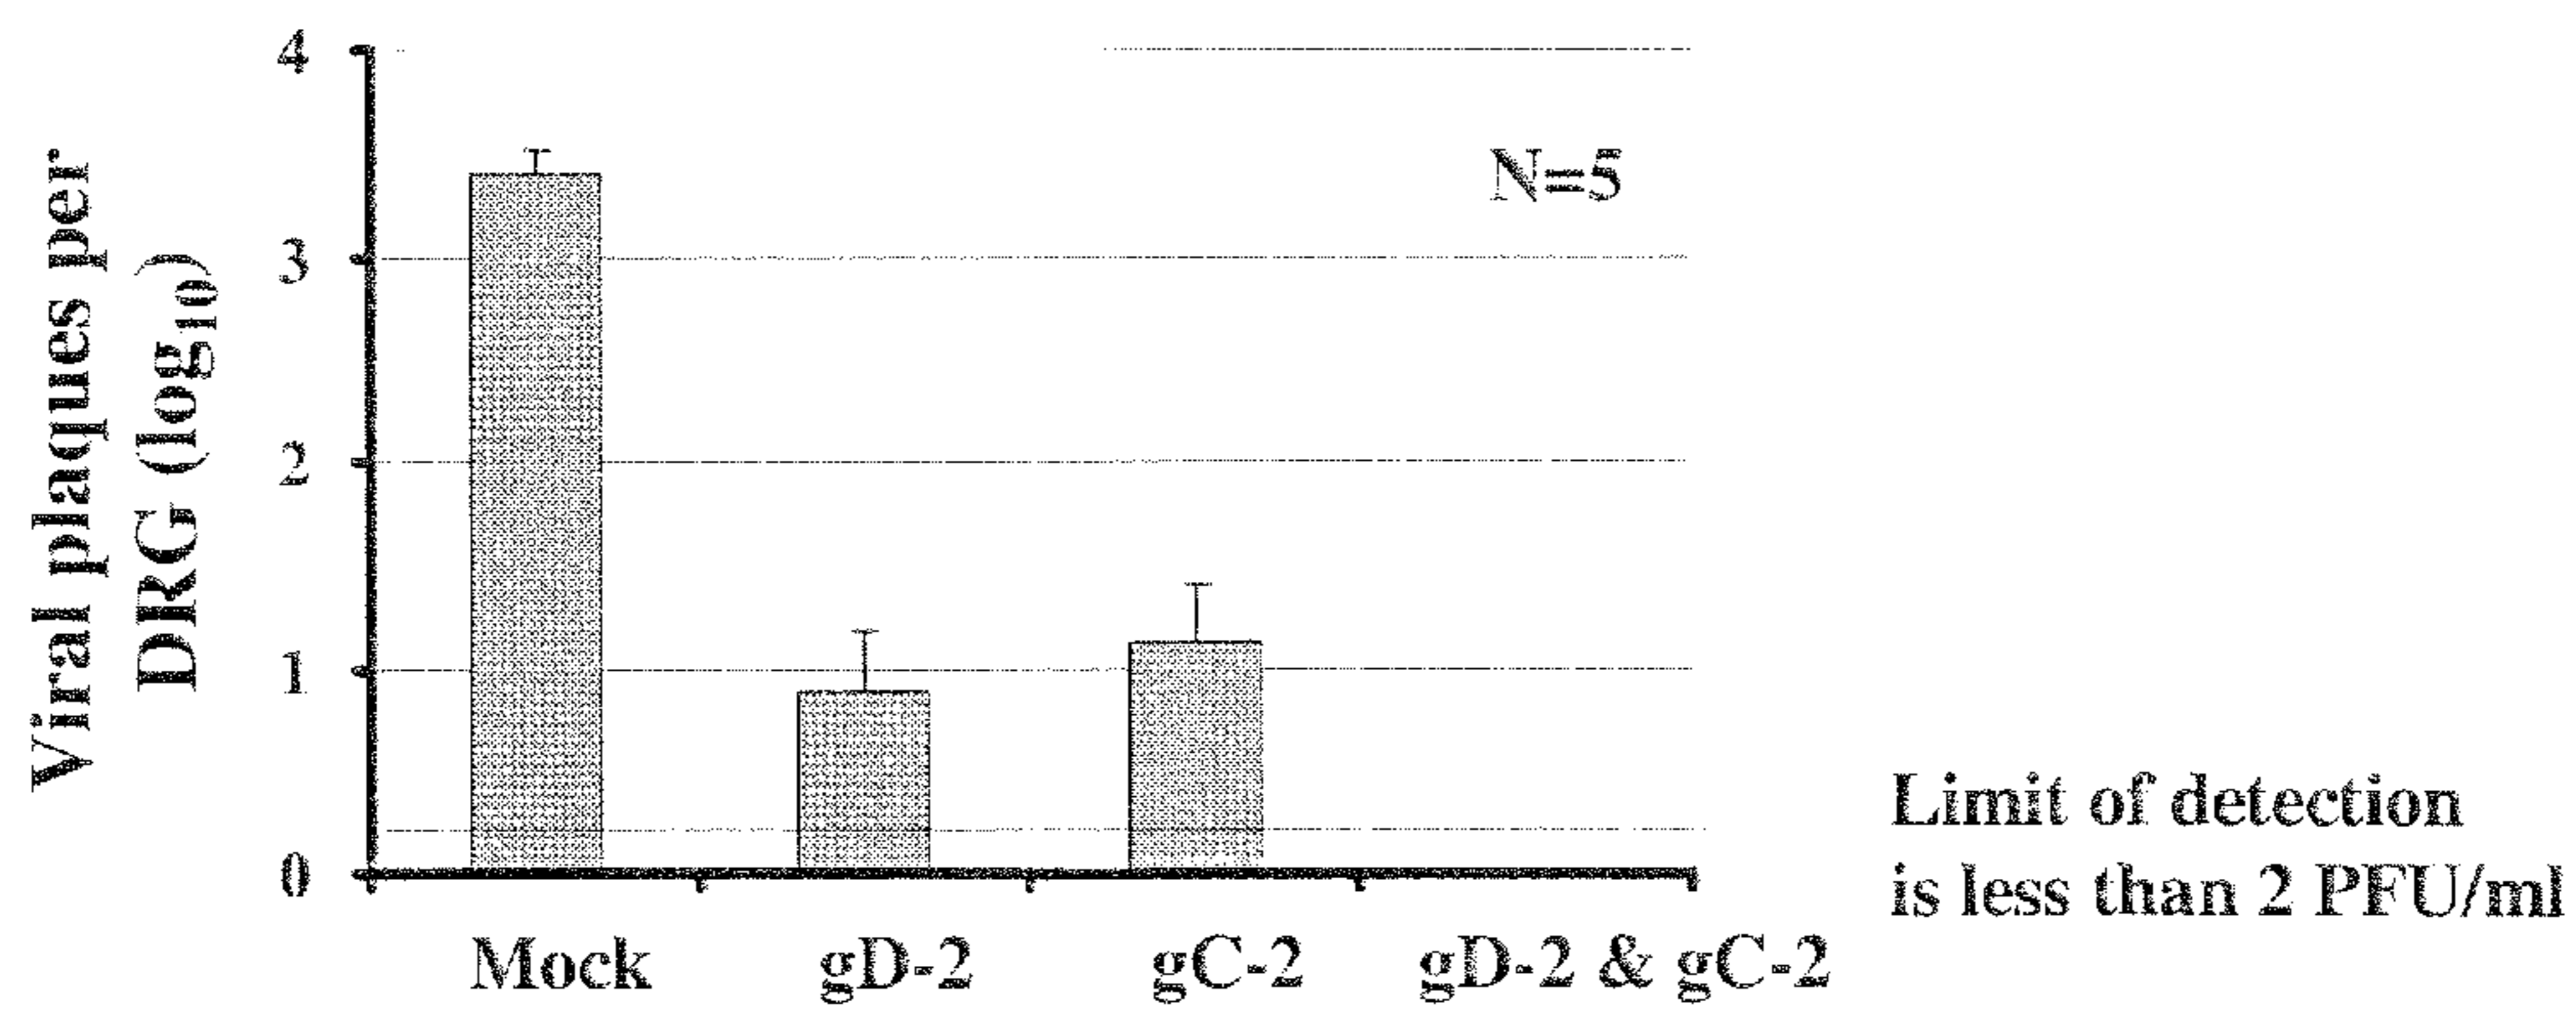 Viral plaques per
DRG (log10)
4
3
2
1
0
N=5
Mock gD-2 gC-2 gD-2 & gC-2
Limit of detection
is less than 2 PFU/ml